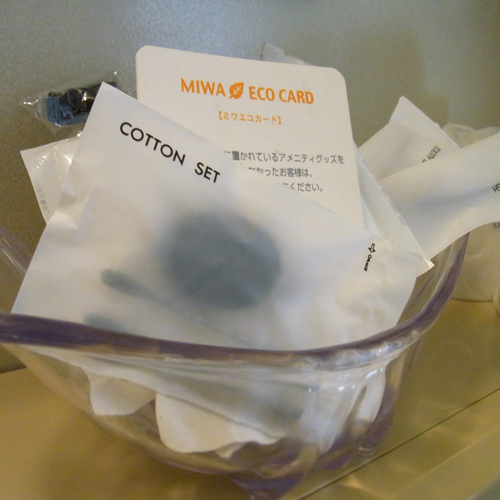 MIWA ECO CARD
【ミワエコカード】
に置かれているアメニティグッズを
かったお客様は、
ください。
COTTON SET